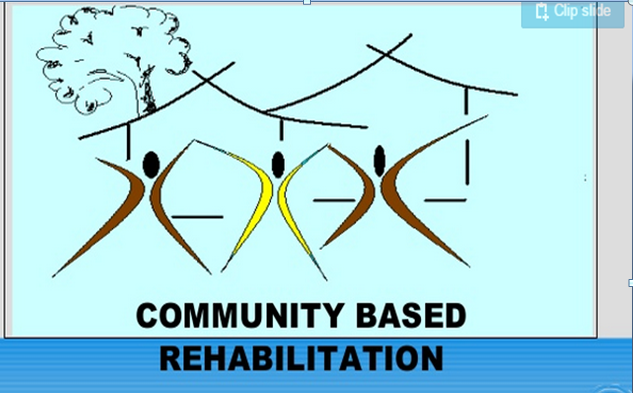 Clip slide
COMMUNITY BASED
REHABILITATION